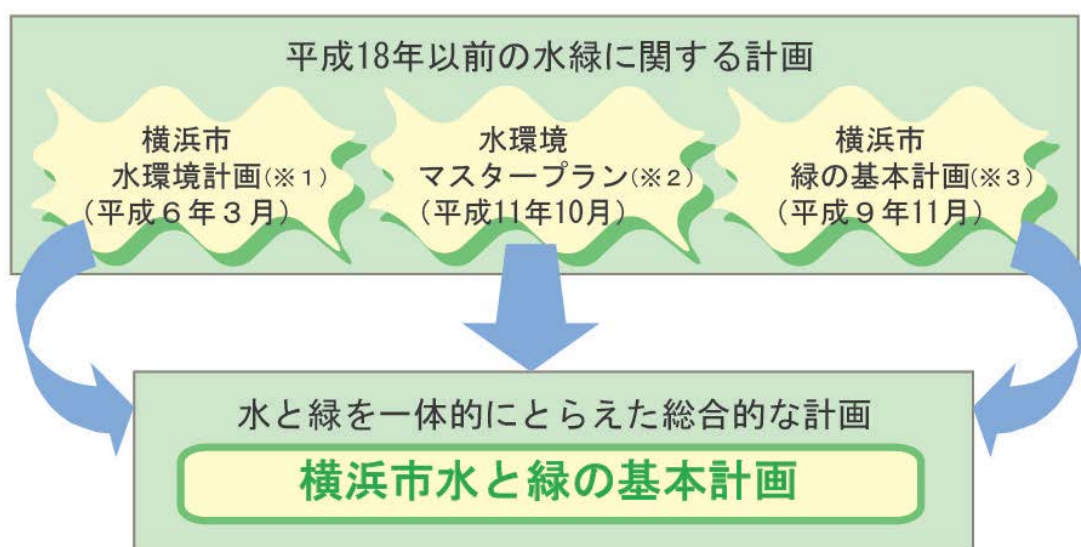 平成18年以前の水緑に関する計画
横浜市
水環境計画(※1)
(平成6年3月)
水環境
マスタープラン(※2)
(平成11年10月)
横浜市
緑の基本計画(※3)
(平成9年11月)
水と緑を一体的にとらえた総合的な計画
横浜市水と緑の基本計画